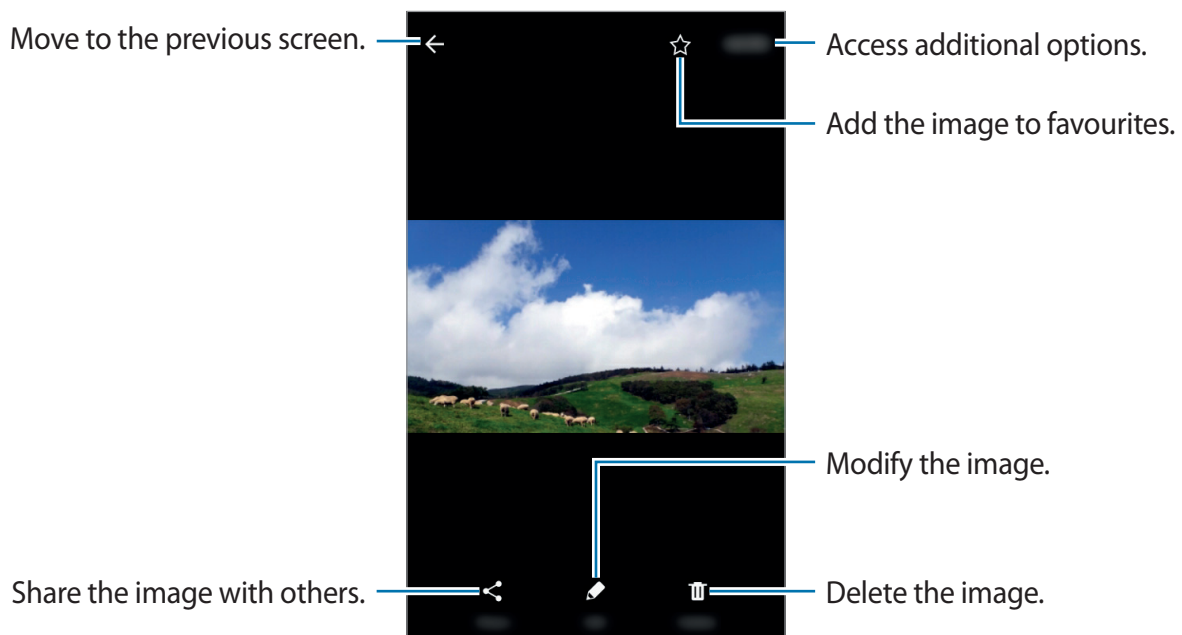 Move to the previous screen.
Access additional options.
Add the image to favourites.
Modify the image.
Share the image with others.
Delete the image.